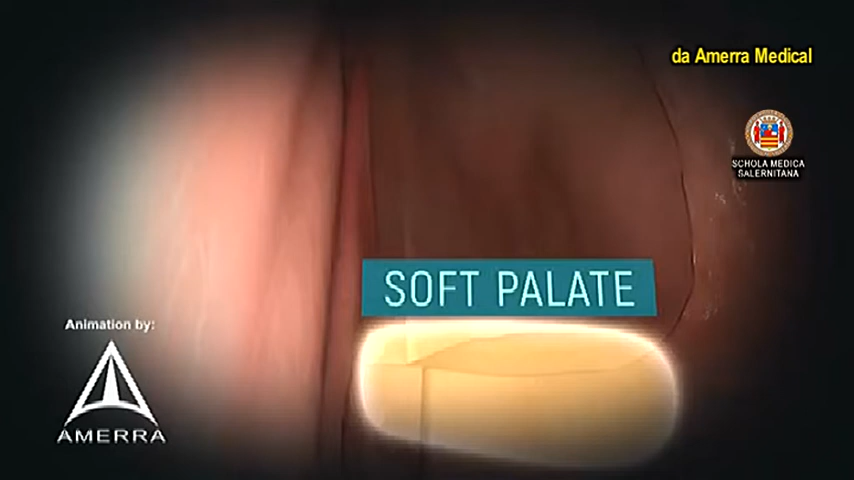 da Amerra Medical
SCHOLA MEDICA
SALERNITANA
SOFT PALATE
Animation by:
AMERRA